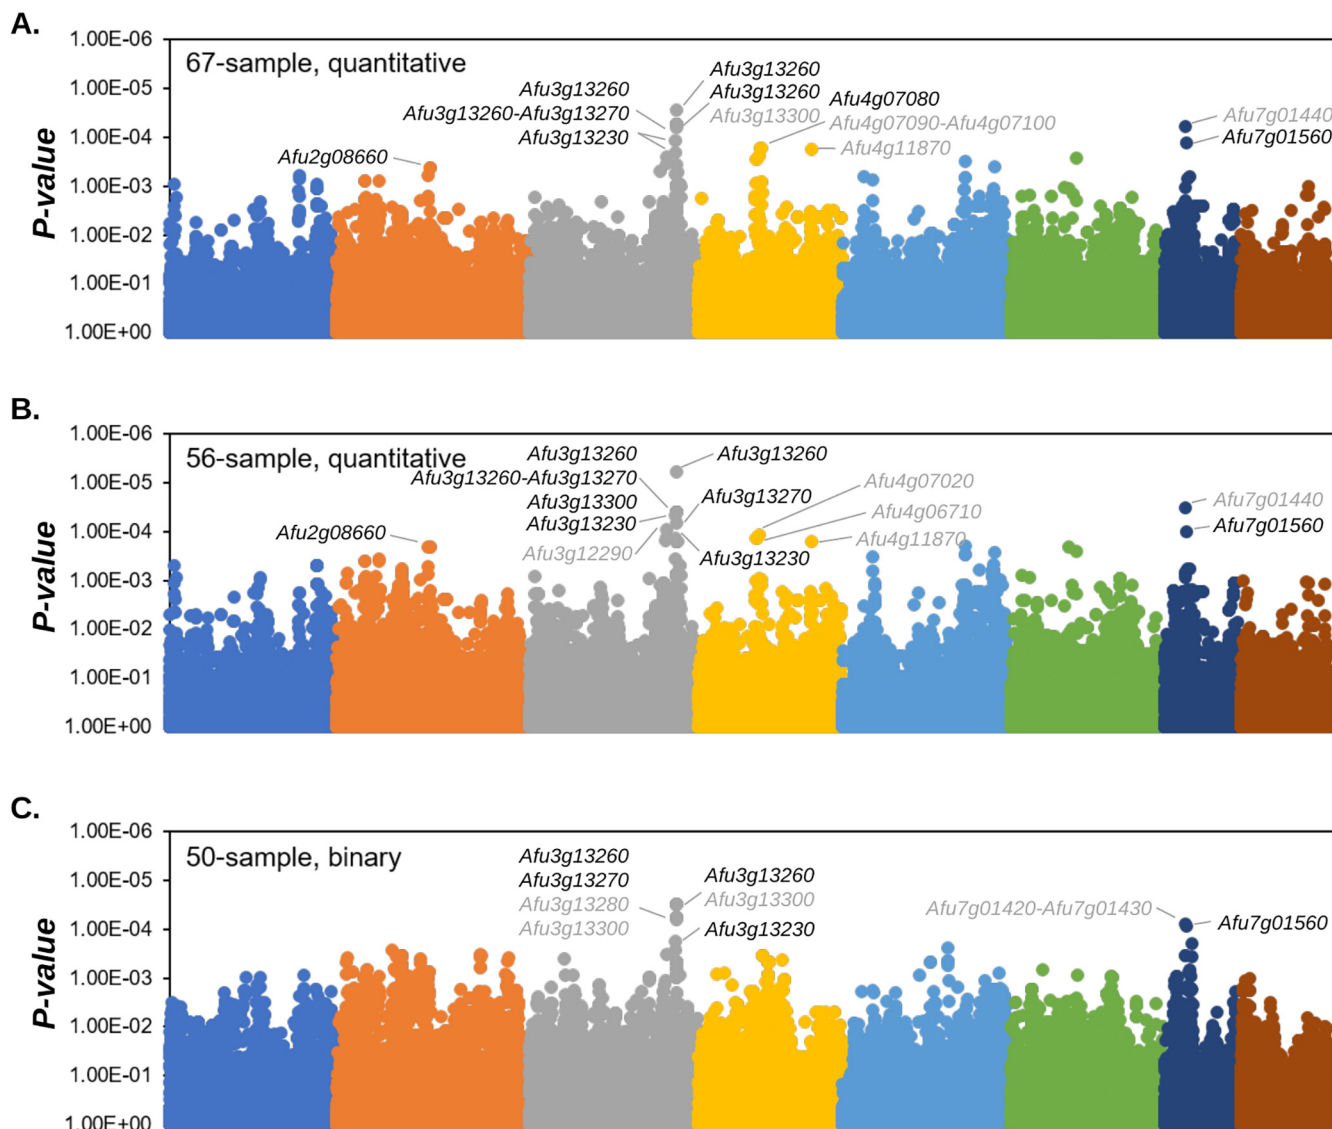 A.
1.00E-06
1.00E-05
1.00E-04
1.00E-03
1.00E-02
1.00E-01
1.00E+00
P-value
67-sample, quantitative
Afu2g08660
Afu3g13260
Afu3g13260-Afu3g13270
Afu3g13230
Afu3g13260
Afu3g13260
Afu3g13300
Afu4g07080
Afu4g07090-Afu4g07100
Afu4g11870
Afu7g01440
Afu7g01560
B.
1.00E-06
1.00E-05
1.00E-04
1.00E-03
1.00E-02
1.00E-01
1.00E+00
P-value
56-sample, quantitative
Afu2g08660
Afu3g13260
Afu3g13260-Afu3g13270
Afu3g13300
Afu3g13230
Afu3g12290
Afu3g13260
Afu3g13270
Afu3g13230
Afu4g07020
Afu4g06710
Afu4g11870
Afu7g01440
Afu7g01560
C.
1.00E-06
1.00E-05
1.00E-04
1.00E-03
1.00E-02
1.00E-01
1.00E+00
P-value
50-sample, binary
Afu3g13260
Afu3g13270
Afu3g13280
Afu3g13300
Afu3g13260
Afu3g13300
Afu3g13230
Afu7g01420-Afu7g01430
Afu7g01560